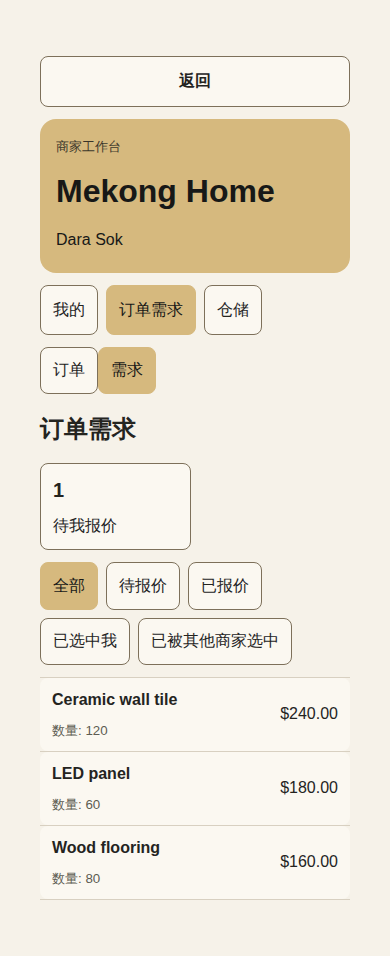 返回
商家工作台
Mekong Home
Dara Sok
我的 订单需求 仓储
订单 需求
订单需求
1
待我报价
全部 待报价 已报价
已选中我 已被其他商家选中
Ceramic wall tile
$240.00
数量: 120
LED panel
$180.00
数量: 60
Wood flooring
$160.00
数量: 80